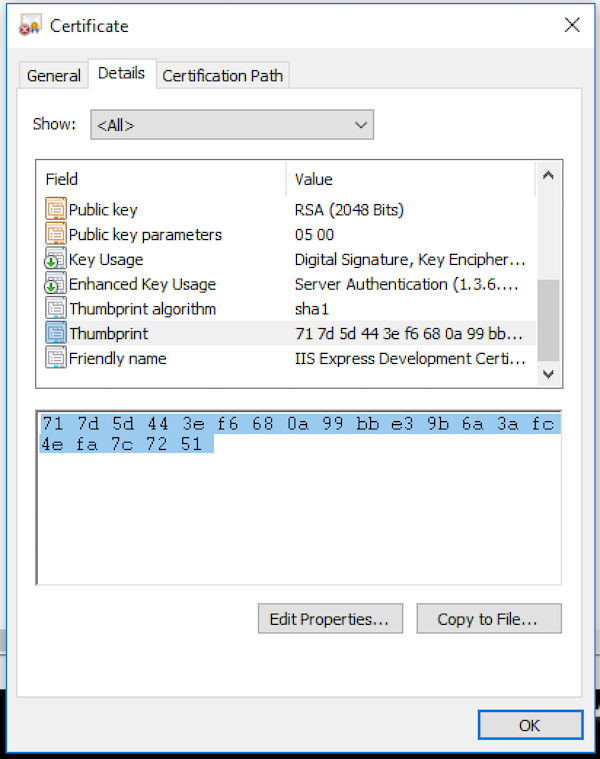 Certificate
General Details Certification Path
Show: <All>
Field Value
Public key RSA (2048 Bits)
Public key parameters 05 00
Key Usage Digital Signature, Key Encipher...
Enhanced Key Usage Server Authentication (1.3.6....
Thumbprint algorithm sha1
Thumbprint 71 7d 5d 44 3e f6 68 0a 99 bb...
Friendly name IIS Express Development Certi...
71 7d 5d 44 3e f6 68 0a 99 bb e3 9b 6a 3a fc
4e fa 7c 72 51
Edit Properties... Copy to File...
OK